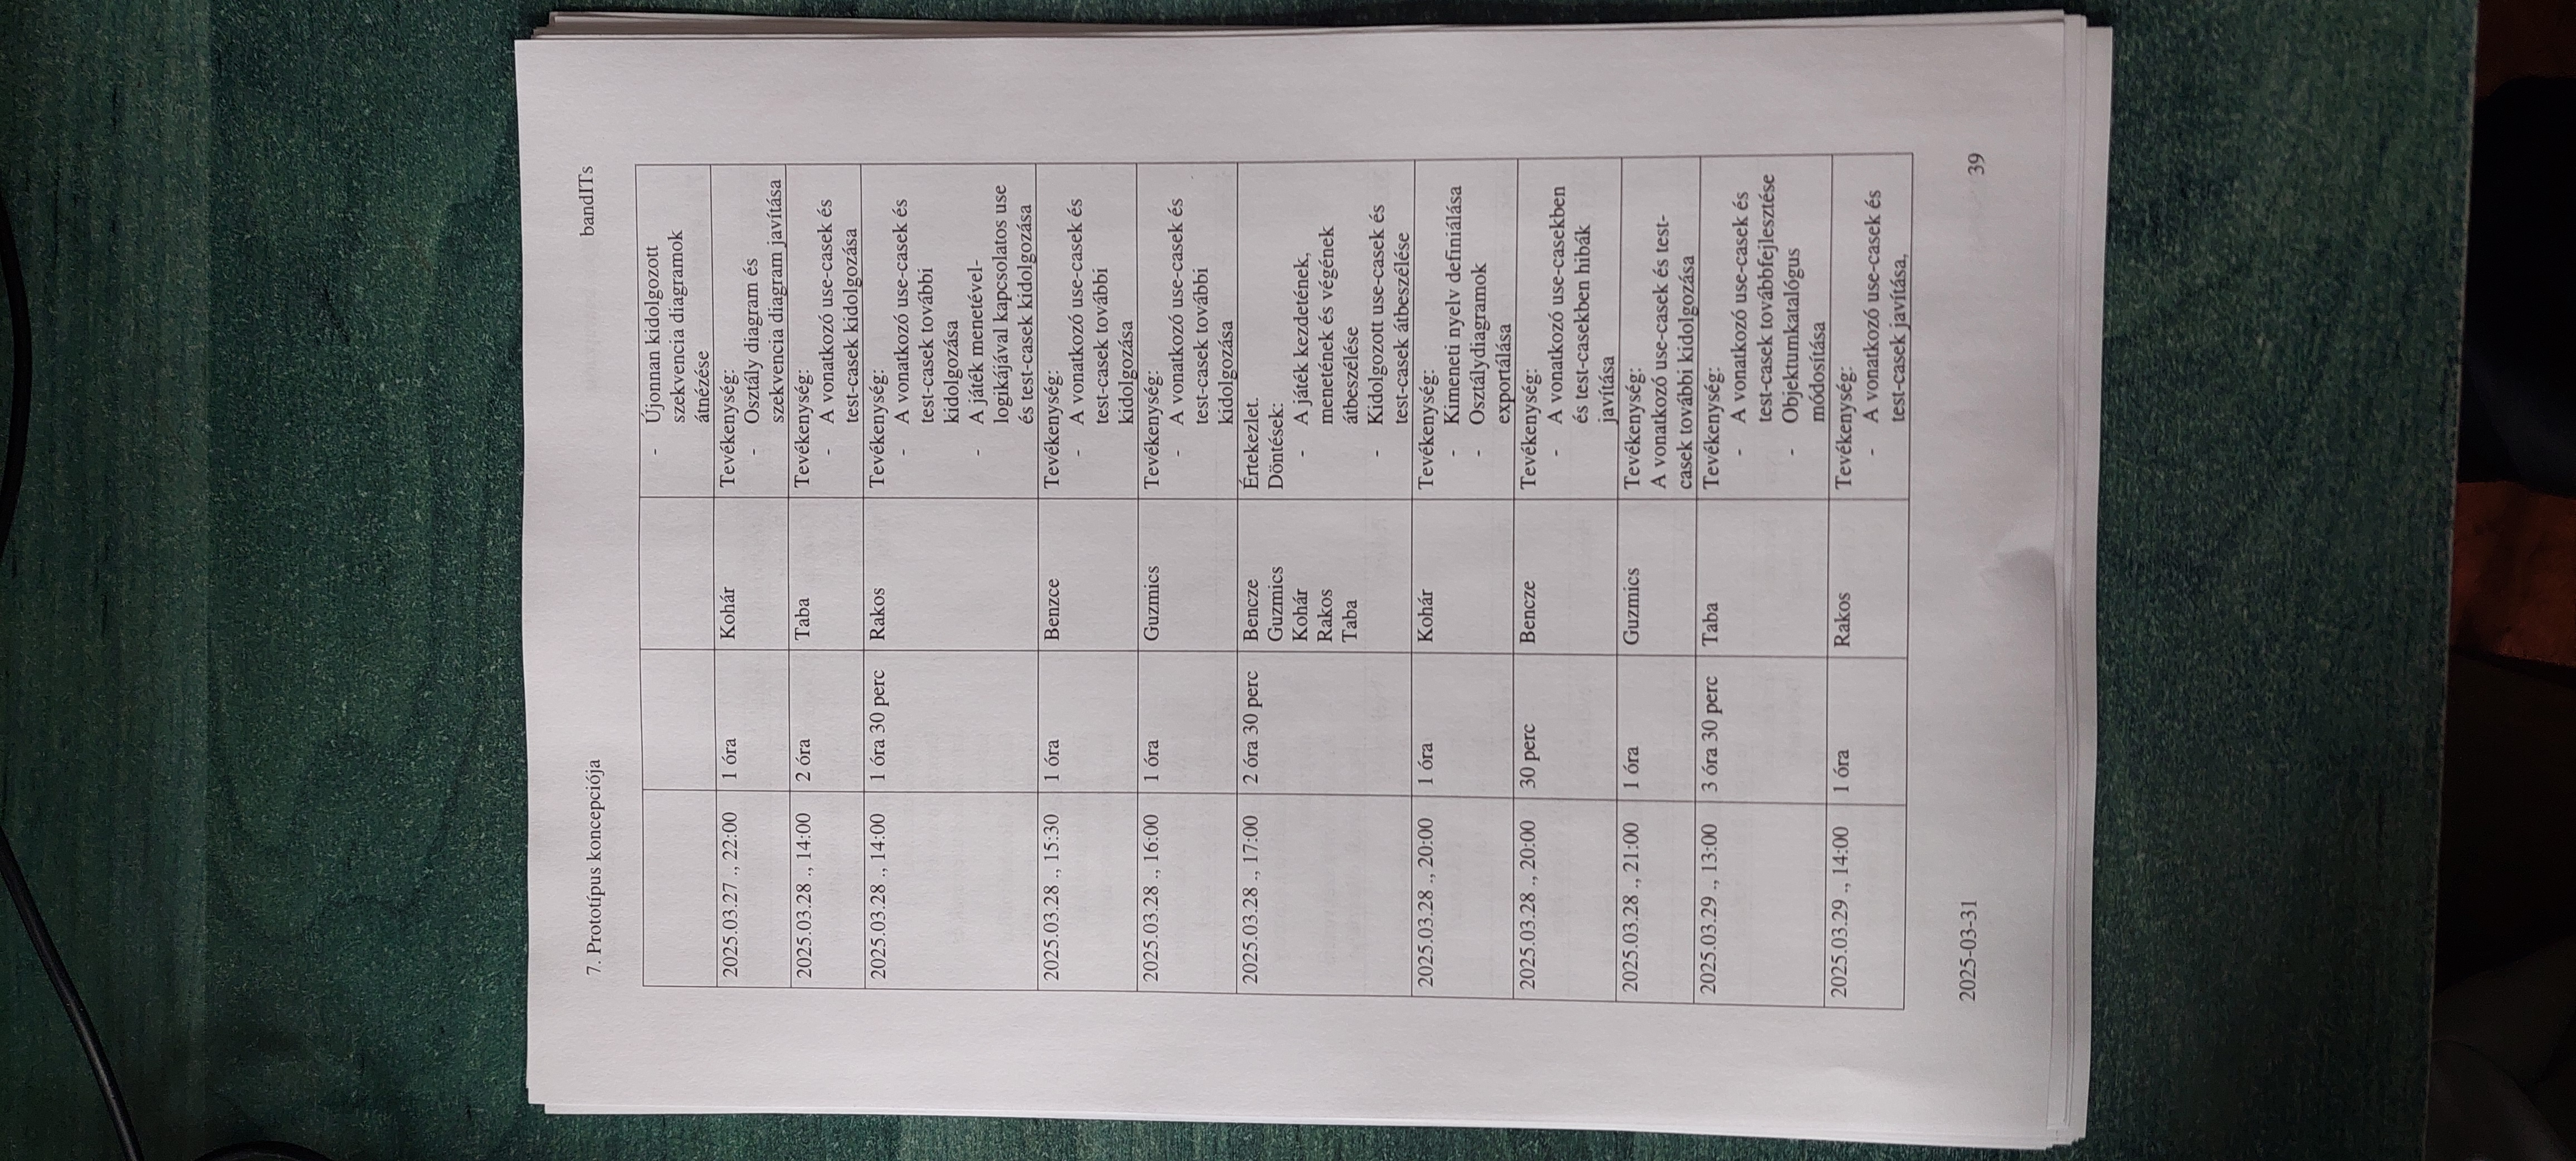 7. Prototípus koncepciója bandITs
- Újonnan kidolgozott
szekvencia diagramok
átnézése
2025.03.27 ., 22:00 1 óra Kohár Tevékenység:
- Osztály diagram és
szekvencia diagram javítása
2025.03.28 ., 14:00 2 óra Taba Tevékenység:
- A vonatkozó use-casek és
test-casek kidolgozása
2025.03.28 ., 14:00 1 óra 30 perc Rakos Tevékenység:
- A vonatkozó use-casek és
test-casek további
kidolgozása
- A játék menetével-
logikájával kapcsolatos use
és test-casek kidolgozása
2025.03.28 ., 15:30 1 óra Benzce Tevékenység:
- A vonatkozó use-casek és
test-casek további
kidolgozása
2025.03.28 ., 16:00 1 óra Guzmics Tevékenység:
- A vonatkozó use-casek és
test-casek további
kidolgozása
2025.03.28 ., 17:00 2 óra 30 perc Bencze Értekezlet.
Guzmics Döntések:
Kohár - A játék kezdetének,
Rakos menetének és végének
Taba átbeszélése
- Kidolgozott use-casek és
test-casek átbeszélése
2025.03.28 ., 20:00 1 óra Kohár Tevékenység:
- Kimeneti nyelv definiálása
- Osztálydiagramok
exportálása
2025.03.28 ., 20:00 30 perc Bencze Tevékenység:
- A vonatkozó use-casekben
és test-casekben hibák
javítása
2025.03.28 ., 21:00 1 óra Guzmics Tevékenység:
A vonatkozó use-casek és test-
casek további kidolgozása
2025.03.29 ., 13:00 3 óra 30 perc Taba Tevékenység:
- A vonatkozó use-casek és
test-casek továbbfejlesztése
- Objektumkatalógus
módosítása
2025.03.29 ., 14:00 1 óra Rakos Tevékenység:
- A vonatkozó use-casek és
test-casek javítása,
2025-03-31 39